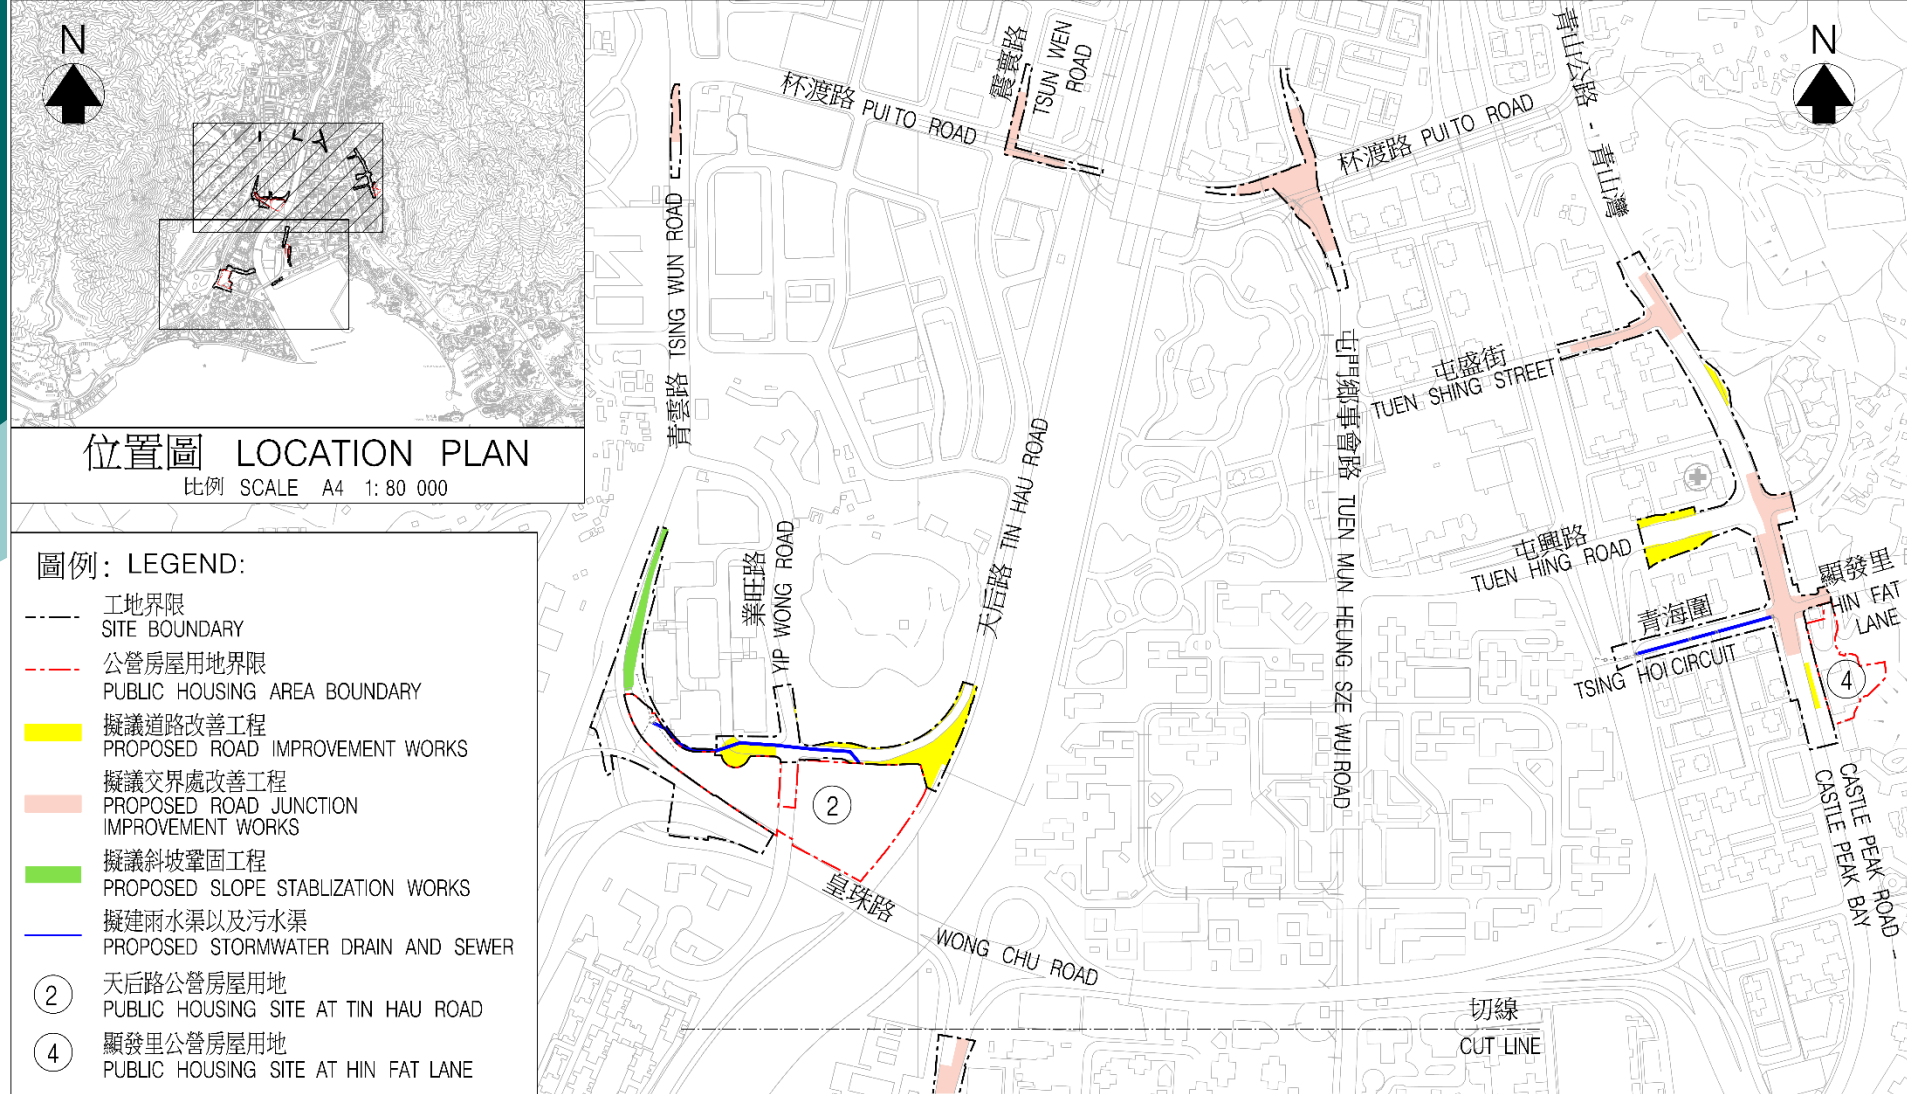 N
位置圖 LOCATION PLAN
比例 SCALE A4 1:80 000
圖例: LEGEND:
工地界限
SITE BOUNDARY
公營房屋用地界限
PUBLIC HOUSING AREA BOUNDARY
擬議道路改善工程
PROPOSED ROAD IMPROVEMENT WORKS
擬議交界處改善工程
PROPOSED ROAD JUNCTION
IMPROVEMENT WORKS
擬議斜坡鞏固工程
PROPOSED SLOPE STABLIZATION WORKS
擬建雨水渠以及污水渠
PROPOSED STORMWATER DRAIN AND SEWER
2
天后路公營房屋用地
PUBLIC HOUSING SITE AT TIN HAU ROAD
4
顯發里公營房屋用地
PUBLIC HOUSING SITE AT HIN FAT LANE
N
杯渡路 PUI TO ROAD
震寰路
TSUN WEN
ROAD
杯渡路 PUI TO ROAD
青山公路 - 青山灣
青雲路 TSING WUN ROAD
天后路 TIN HAU ROAD
屯門鄉事會路 TUEN MUN HEUNG SZE WUI ROAD
屯盛街
TUEN SHING STREET
屯興路
TUEN HING ROAD
青海圍
TSING HOI CIRCUIT
顯發里
HIN FAT
LANE
4
業旺路
YIP WONG ROAD
2
皇珠路
WONG CHU ROAD
CASTLE PEAK ROAD
CASTLE PEAK BAY
切線
CUT LINE